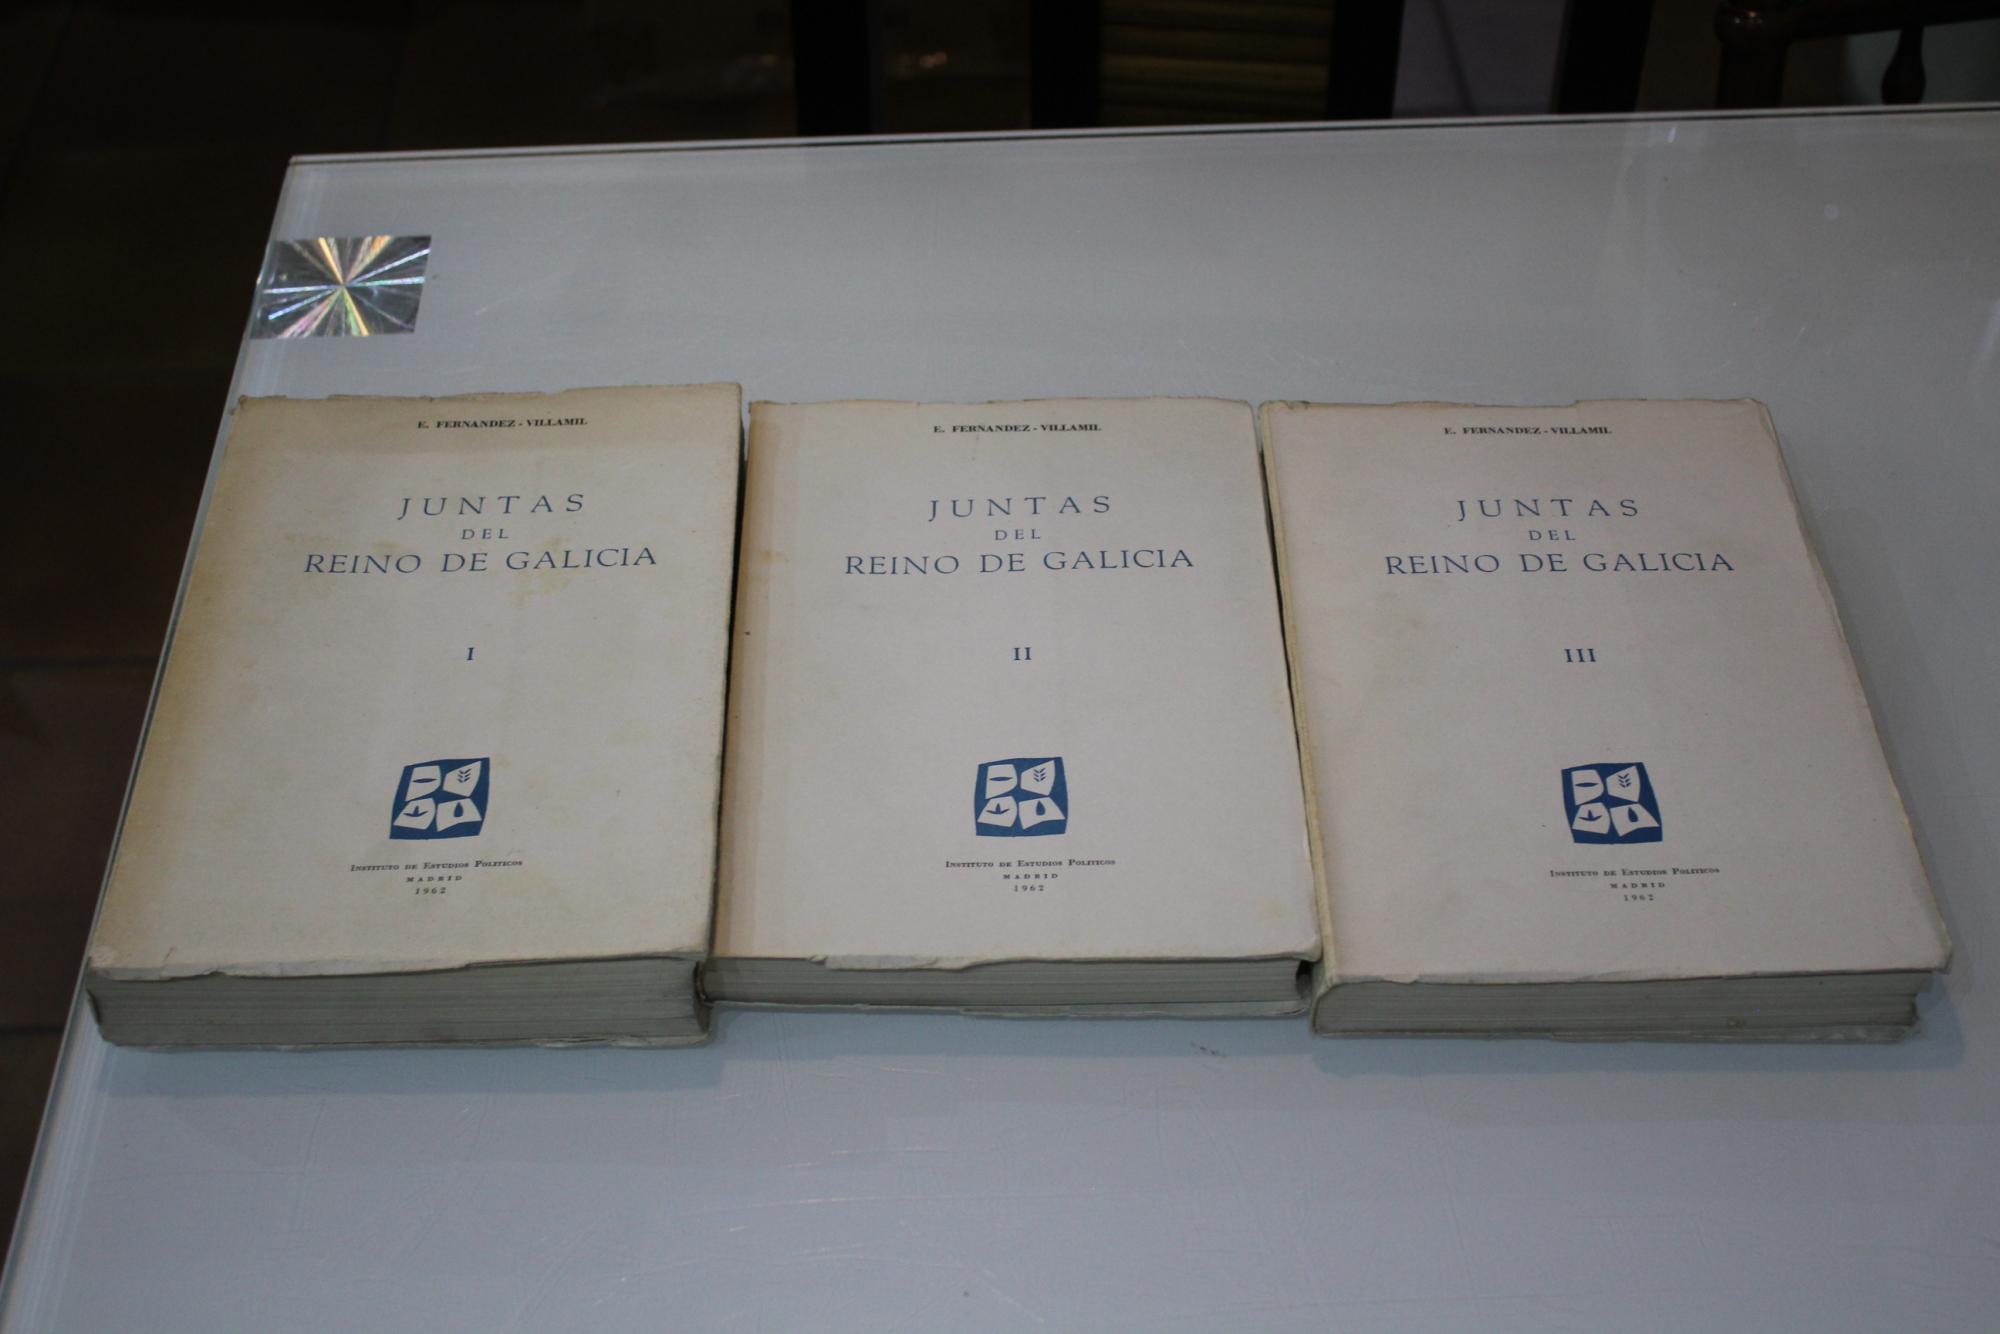 E. FERNANDEZ - VILLAMIL
JUNTAS
DEL
REINO DE GALICIA
I
INSTITUTO DE ESTUDIOS POLITICOS
MADRID
1962
E. FERNANDEZ - VILLAMIL
JUNTAS
DEL
REINO DE GALICIA
II
INSTITUTO DE ESTUDIOS POLITICOS
MADRID
1962
E. FERNANDEZ - VILLAMIL
JUNTAS
DEL
REINO DE GALICIA
III
INSTITUTO DE ESTUDIOS POLITICOS
MADRID
1962